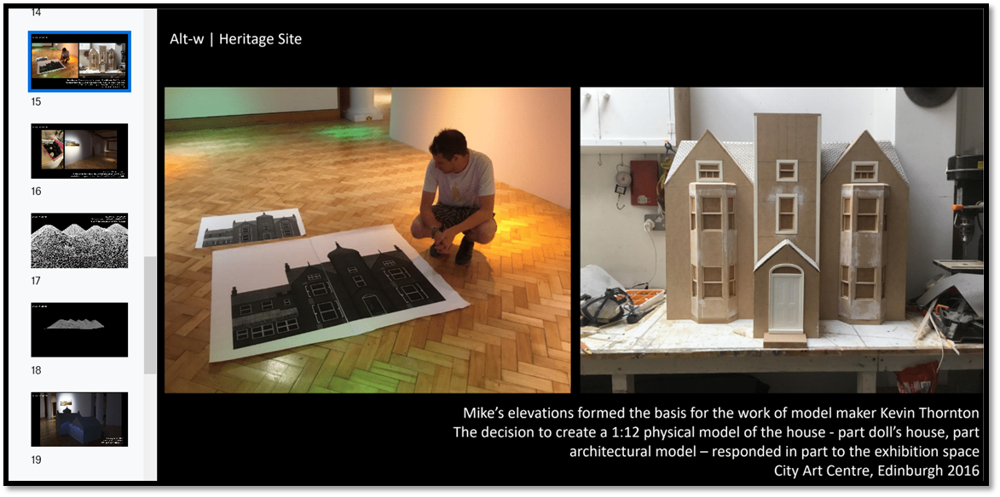 14
15
16
17
18
19
Alt-w | Heritage Site
Mike’s elevations formed the basis for the work of model maker Kevin Thornton
The decision to create a 1:12 physical model of the house - part doll’s house, part
architectural model – responded in part to the exhibition space
City Art Centre, Edinburgh 2016